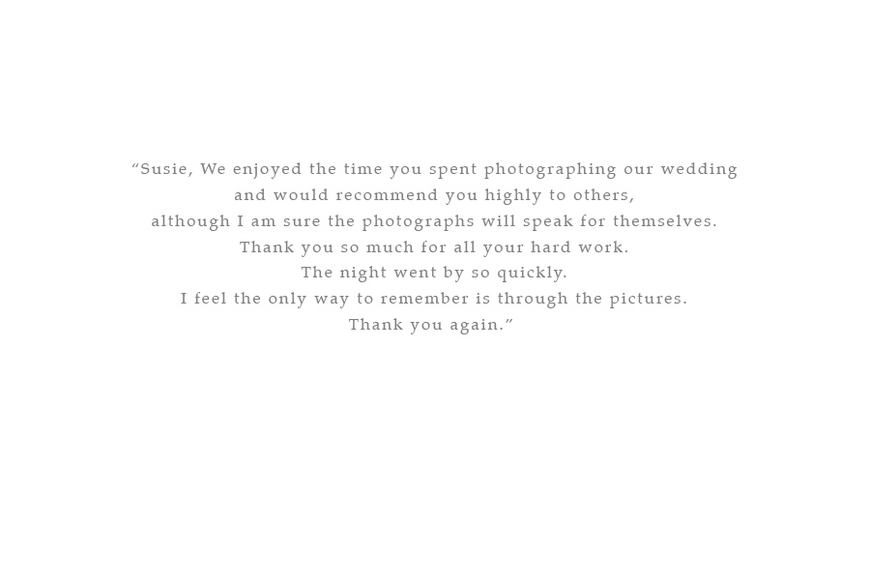 “Susie, We enjoyed the time you spent photographing our wedding
and would recommend you highly to others,
although I am sure the photographs will speak for themselves.
Thank you so much for all your hard work.
The night went by so quickly.
I feel the only way to remember is through the pictures.
Thank you again.”